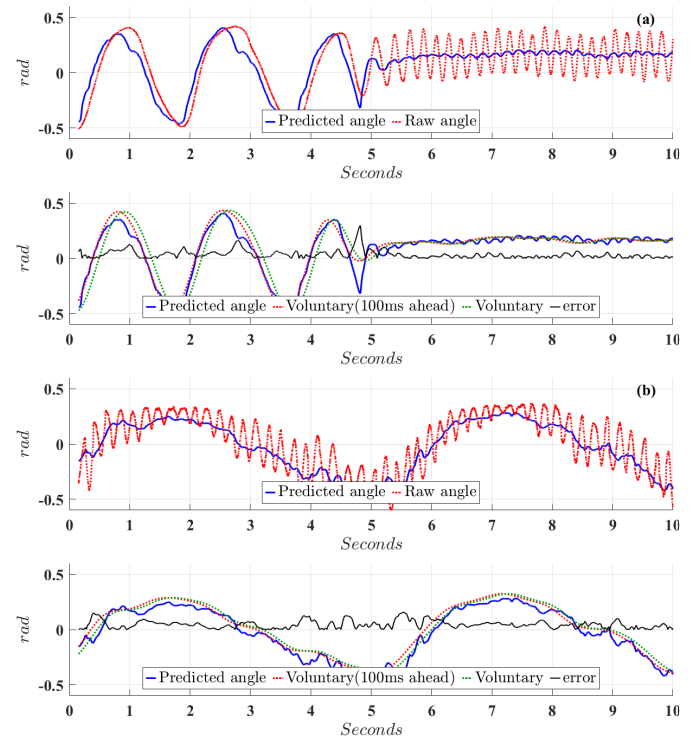 0.5
(a)
rad
0
-0.5
Predicted angle Raw angle
0 1 2 3 4 5 6 7 8 9 10
Seconds
0.5
rad
0
-0.5
Predicted angle Voluntary(100ms ahead) Voluntary error
0 1 2 3 4 5 6 7 8 9 10
Seconds
0.5
(b)
rad
0
-0.5
Predicted angle Raw angle
0 1 2 3 4 5 6 7 8 9 10
Seconds
0.5
rad
0
-0.5
Predicted angle Voluntary(100ms ahead) Voluntary error
0 1 2 3 4 5 6 7 8 9 10
Seconds